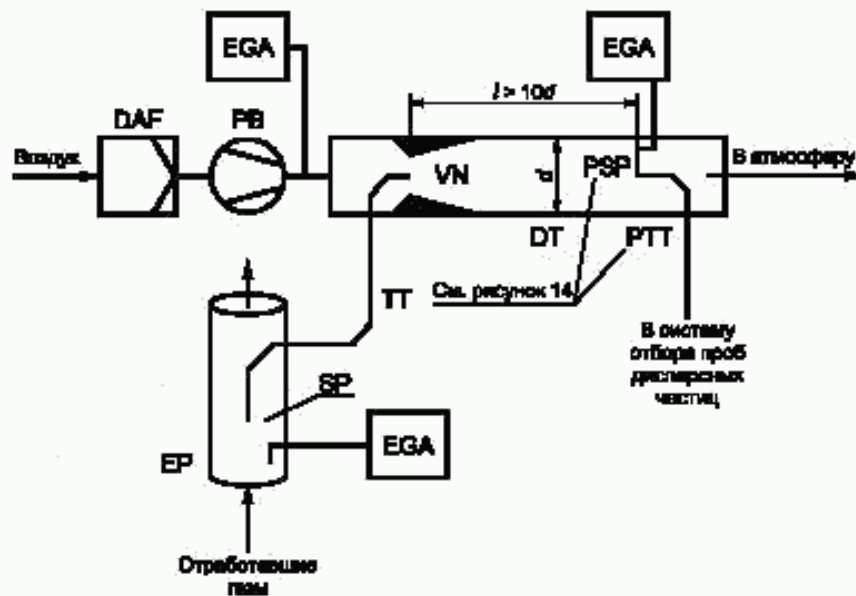 EGA
EGA
l > 10d
DAF
PB
Воздух
VN
d
PSP
В атмосферу
DT
PTT
TT
См. рисунок 14
В систему
отбора проб
дисперсных
частиц
SP
EGA
EP
Отработавшие
газы